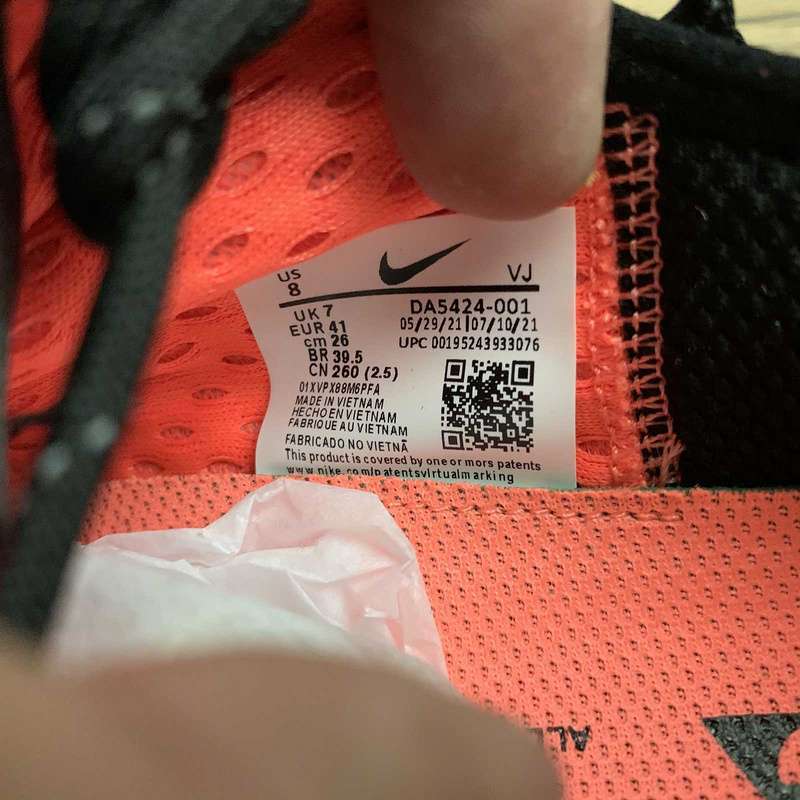 US
8
VJ
UK 7
EUR 41
cm 26
BR 39.5
CN 260 (2.5)
DA5424-001
05/29/21 07/10/21
UPC 00195243933076
01XVPX88M6PFA
MADE IN VIETNAM
HECHO EN VIETNAM
FABRIQUE AU VIETNAM
FABRICADO NO VIETNÃ
This product is covered by one or mors patents
www.nike.com/patentsvirtualmarking